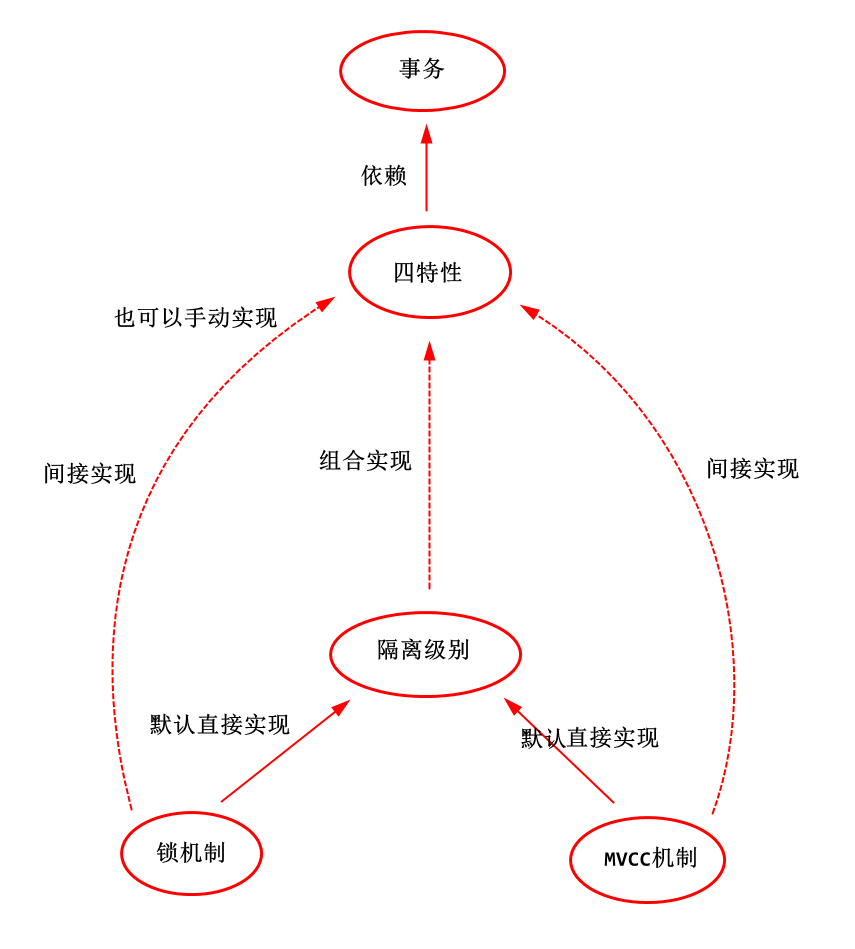 事务
依赖
四特性
也可以手动实现
组合实现
间接实现
间接实现
隔离级别
默认直接实现
默认直接实现
锁机制
MVCC机制